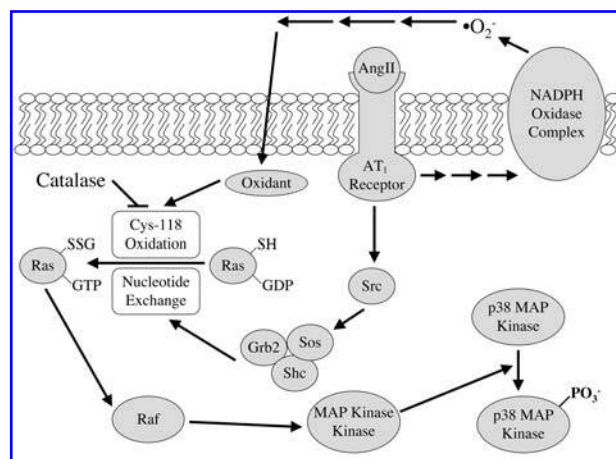 •O₂⁻
AngII
NADPH
Oxidase
Complex
AT₁
Receptor
Catalase
Oxidant
Cys-118
Oxidation
SSG
Ras
GTP
SH
Ras
GDP
Nucleotide
Exchange
Src
Grb2
Sos
Shc
p38 MAP
Kinase
Raf
MAP Kinase
Kinase
PO₃⁻
p38 MAP
Kinase